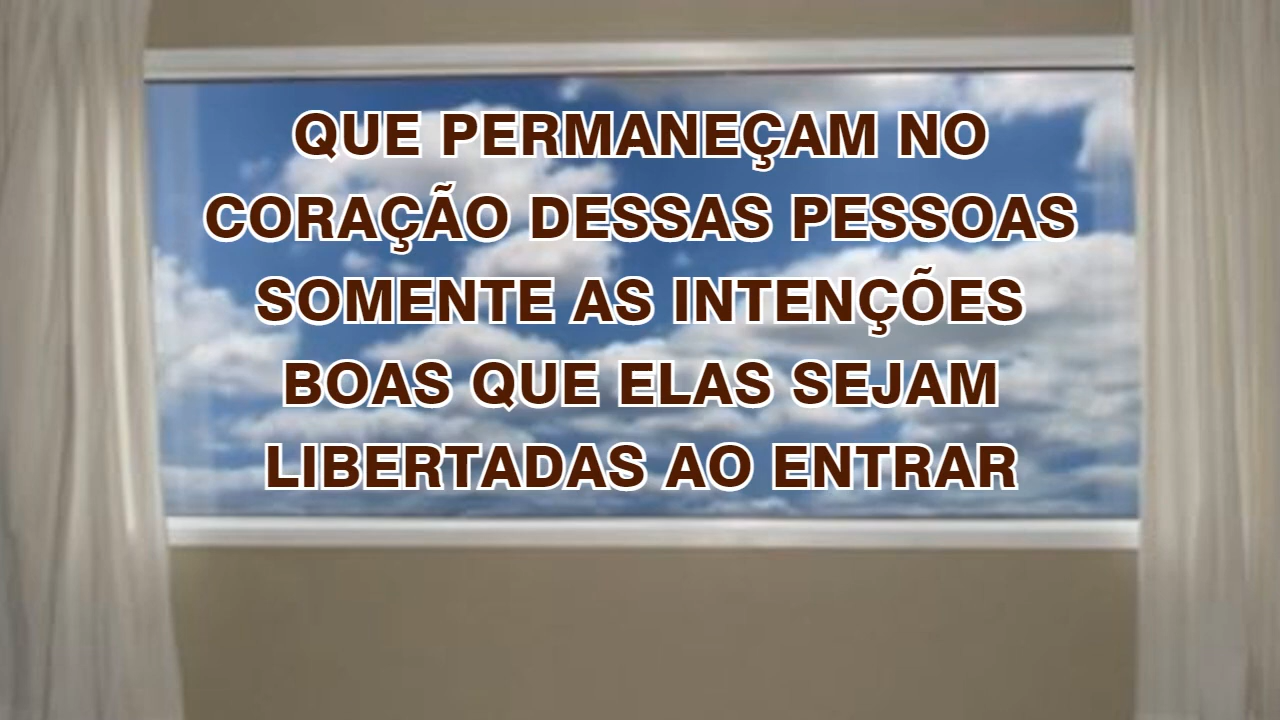 QUE PERMANEÇAM NO
CORAÇÃO DESSAS PESSOAS
SOMENTE AS INTENÇÕES
BOAS QUE ELAS SEJAM
LIBERTADAS AO ENTRAR